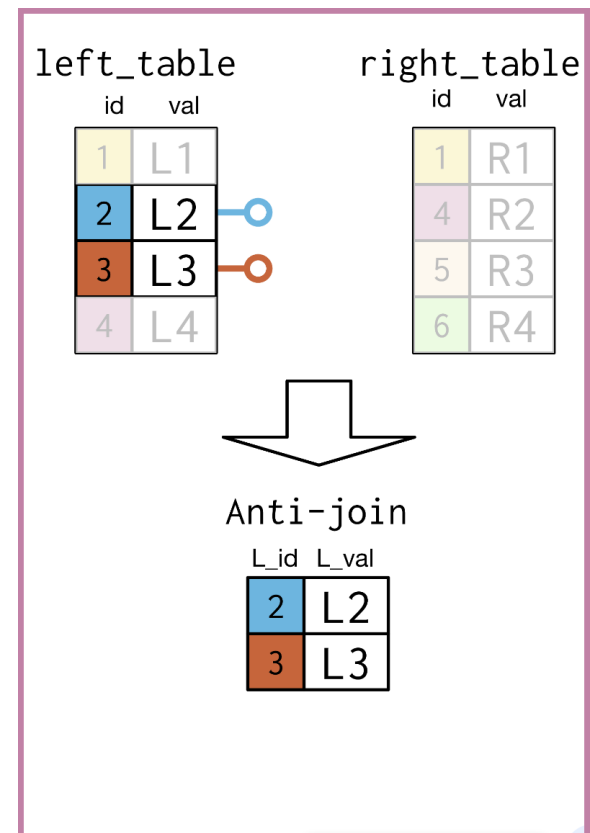 left_table right_table
id val id val
1 L1 1 R1
2 L2 4 R2
3 L3 5 R3
4 L4 6 R4
Anti-join
L_id L_val
2 L2
3 L3